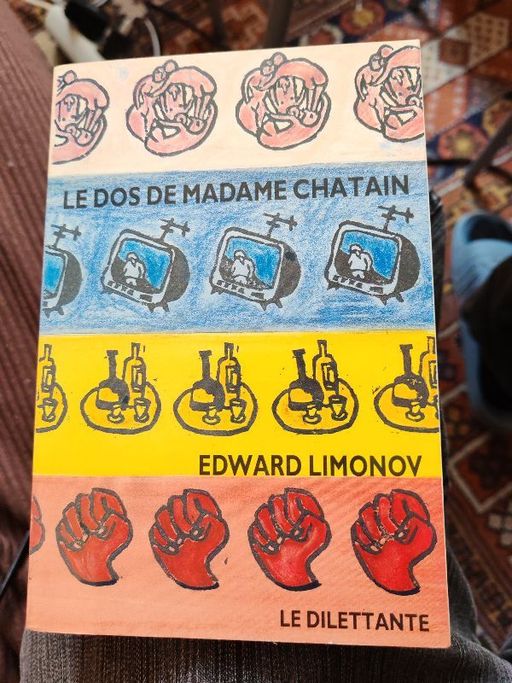 LE DOS DE MADAME CHATAIN
EDWARD LIMONOV
LE DILETTANTE